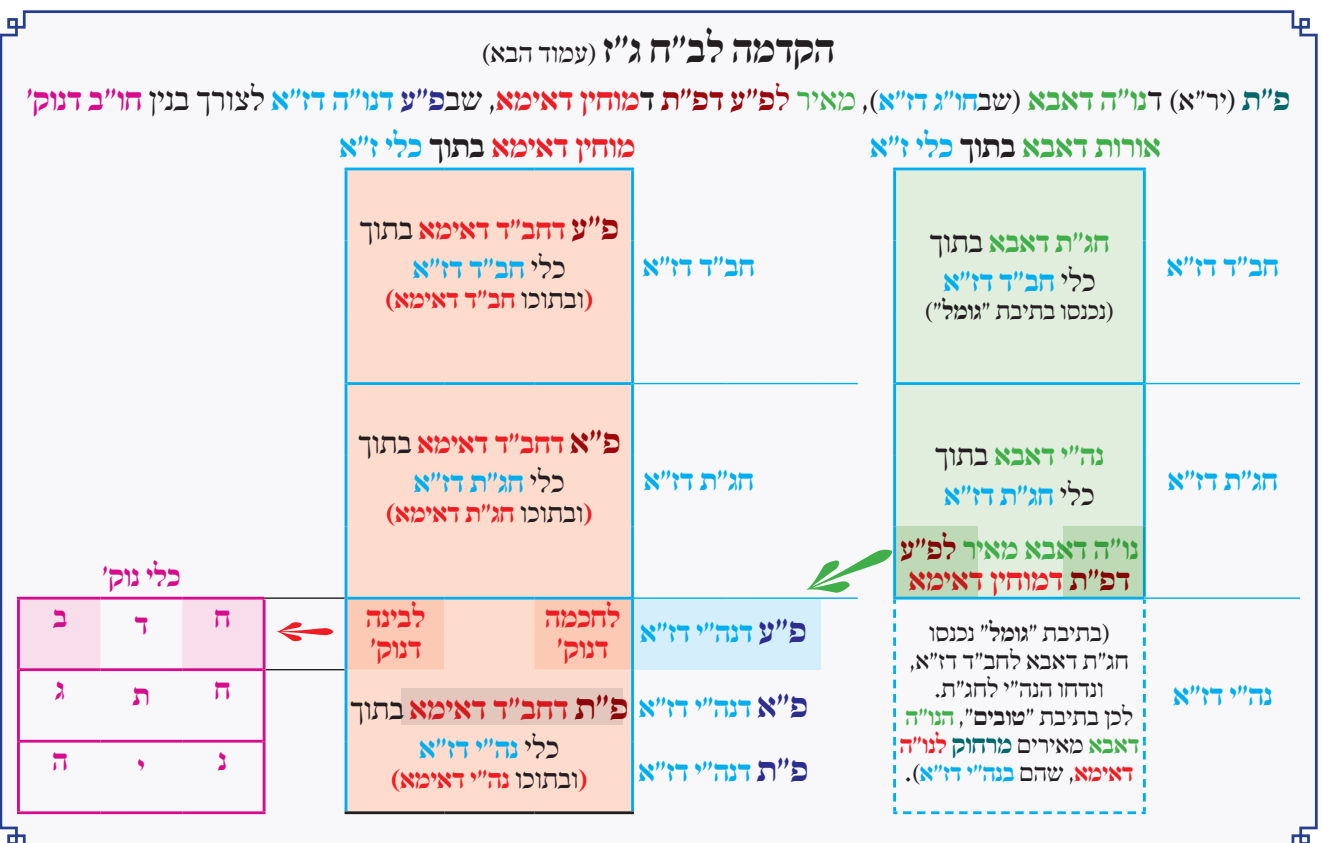 הקדמה לב"ח ג"ז (עמוד הבא)
פ"ת (יר"א) דנו"ה דאבא (שבחו"ג דז"א), מאיר לפ"ע דפ"ת דמוחין דאימא, שבפ"ע דנו"ה דז"א לצורך בנין חו"ב דנוק'
אורות דאבא בתוך כלי ז"א
חב"ד דז"א
חג"ת דאבא בתוך
כלי חב"ד דז"א
(נכנסו בתיבת "גומל")
חג"ת דז"א
נה"י דאבא בתוך
כלי חג"ת דז"א
נו"ה דאבא מאיר לפ"ע
דפ"ת דמוחין דאימא
נה"י דז"א
(בתיבת "גומל" נכנסו
חג"ת דאבא לחב"ד דז"א,
ונדחו הנה"י לחג"ת.
לכן בתיבת "טובים", הנו"ה
דאבא מאירים מרחוק לנו"ה
דאימא, שהם בנה"י דז"א).
מוחין דאימא בתוך כלי ז"א
חב"ד דז"א
פ"ע דחב"ד דאימא בתוך
כלי חב"ד דז"א
(ובתוכו חב"ד דאימא)
חג"ת דז"א
פ"א דחב"ד דאימא בתוך
כלי חג"ת דז"א
(ובתוכו חג"ת דאימא)
פ"ע דנה"י דז"א
לחכמה
דנוק'
לבינה
דנוק'
פ"א דנה"י דז"א
פ"ת דנה"י דז"א
פ"ת דחב"ד דאימא בתוך
כלי נה"י דז"א
(ובתוכו נה"י דאימא)
כלי נוק'
ח ד ב
ח ת ג
נ י ה